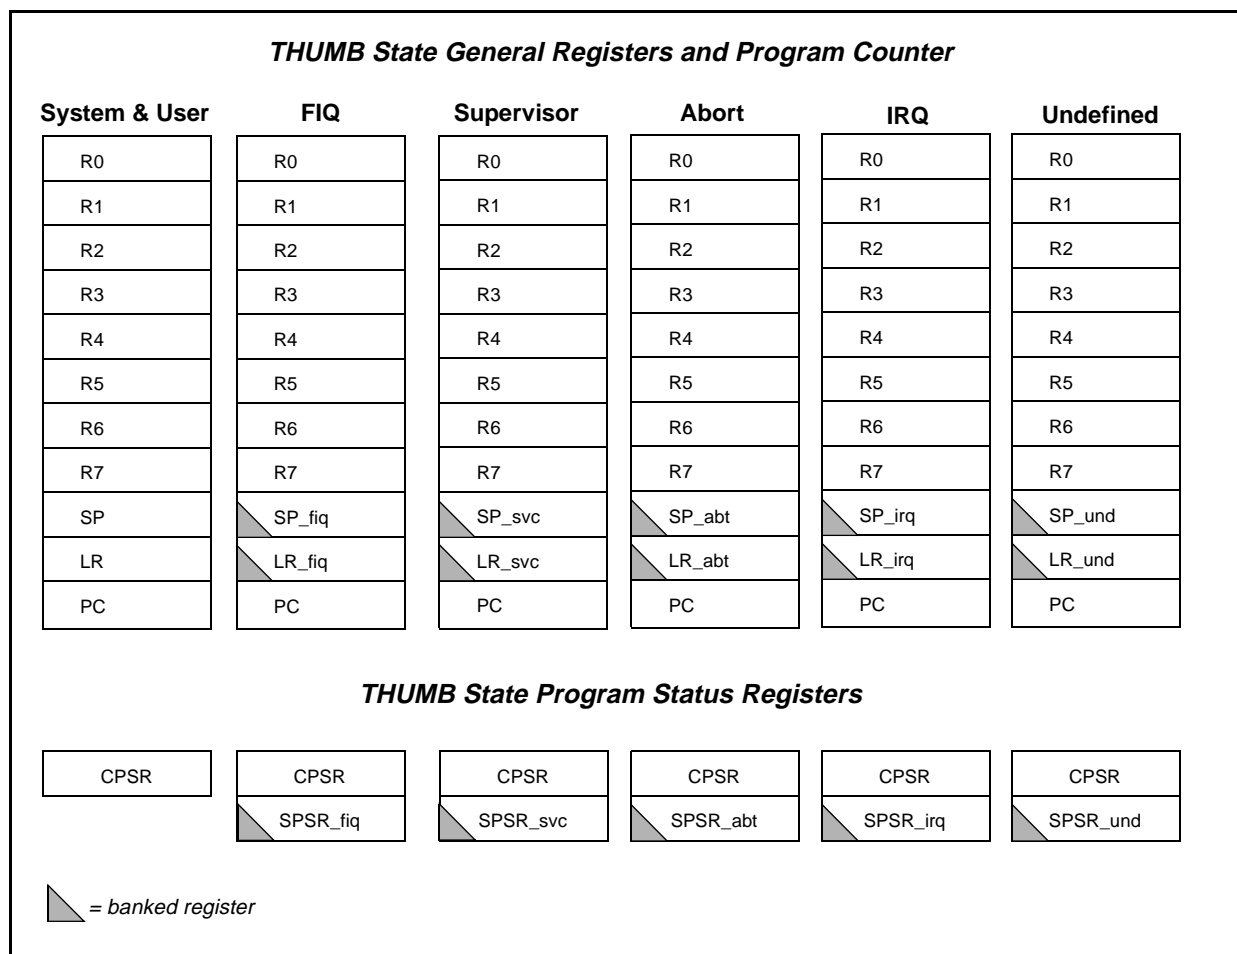 THUMB State General Registers and Program Counter
System & User FIQ Supervisor Abort IRQ Undefined
R0 R0 R0 R0 R0 R0
R1 R1 R1 R1 R1 R1
R2 R2 R2 R2 R2 R2
R3 R3 R3 R3 R3 R3
R4 R4 R4 R4 R4 R4
R5 R5 R5 R5 R5 R5
R6 R6 R6 R6 R6 R6
R7 R7 R7 R7 R7 R7
SP SP_fiq SP_svc SP_abt SP_irq SP_und
LR LR_fiq LR_svc LR_abt LR_irq LR_und
PC PC PC PC PC PC
THUMB State Program Status Registers
CPSR CPSR CPSR CPSR CPSR CPSR
SPSR_fiq SPSR_svc SPSR_abt SPSR_irq SPSR_und
= banked register